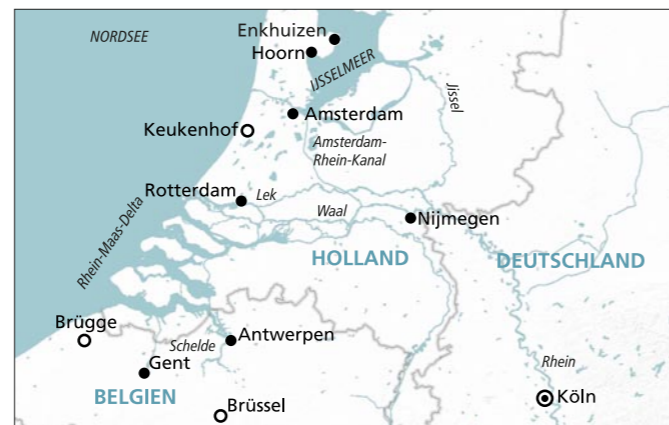 NORDSEE
Enkhuizen
Hoorn
IJSSELMEER
Ijssel
Amsterdam
Keukenhof
Amsterdam-
Rhein-Kanal
Rotterdam
Lek
Waal
Nijmegen
Rhein-Maas-Delta
HOLLAND
DEUTSCHLAND
Brügge
Schelde
Antwerpen
Gent
Rhein
BELGIEN
Brüssel
Köln